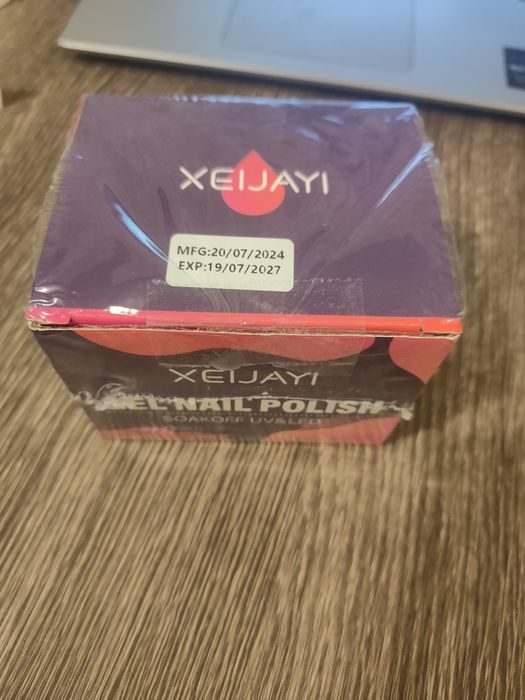 XEIJAYI
MFG:20/07/2024
EXP:19/07/2027
XEIJAYI
GEL NAIL POLISH
SOAKOFF UV&LED